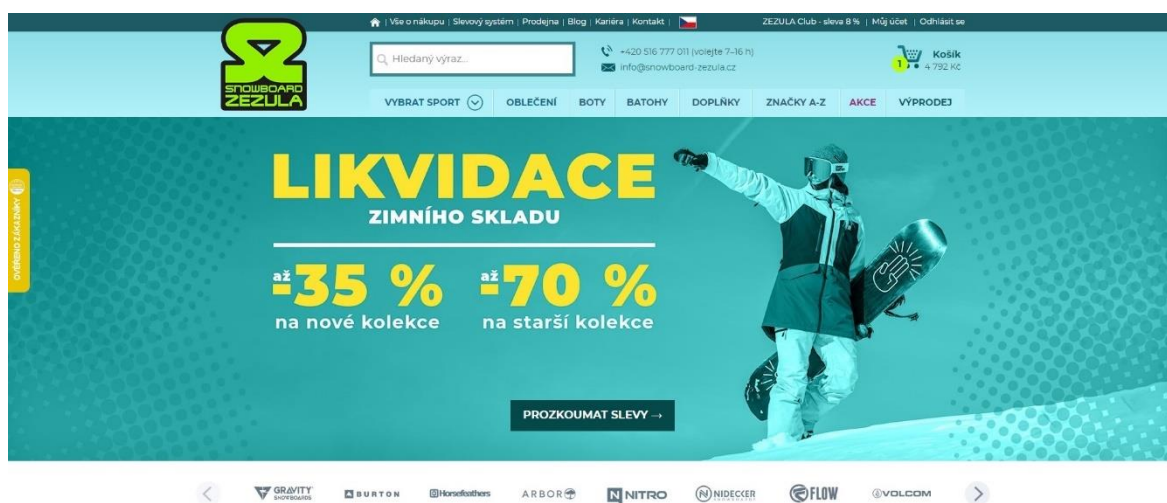 | Vše o nákupu | Slevový systém | Prodejna | Blog | Kariéra | Kontakt |
ZEZULA Club - sleva 8 % | Můj účet | Odhlásit se
SNOWBOARD
ZEZULA
Hledaný výraz...
+420 516 777 011 (volejte 7-16 h)
info@snowboard-zezula.cz
1
Košík
4 792 Kč
VYBRAT SPORT
OBLEČENÍ
BOTY
BATOHY
DOPLŇKY
ZNAČKY A-Z
AKCE
VÝPRODEJ
OVĚŘENO ZÁKAZNÍKY
LIKVIDACE
ZIMNÍHO SKLADU
až -35 % až -70 %
na nové kolekce na starší kolekce
PROZKOUMAT SLEVY →
GRAVITY SNOWBOARDS
BURTON
Horsefeathers
ARBOR
NITRO
NIDECKER
FLOW
VOLCOM